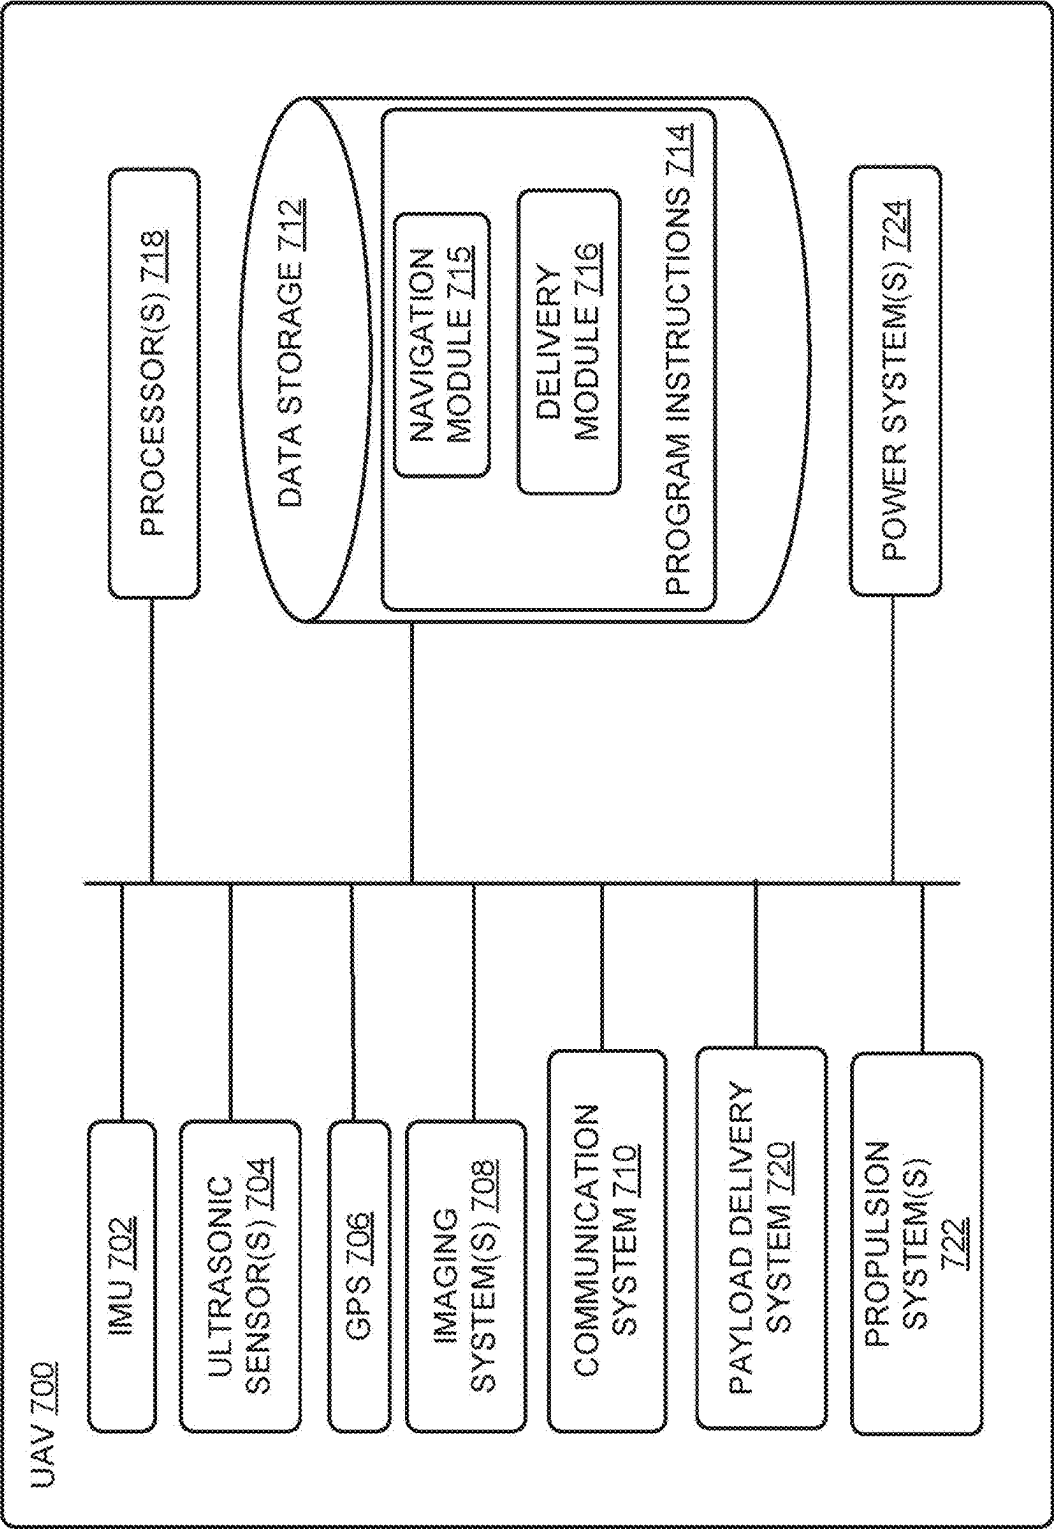 UAV 700
IMU 702
ULTRASONIC
SENSOR(S) 704
GPS 706
IMAGING
SYSTEM(S) 708
COMMUNICATION
SYSTEM 710
PAYLOAD DELIVERY
SYSTEM 720
PROPULSION
SYSTEM(S)
722
PROCESSOR(S) 718
DATA STORAGE 712
NAVIGATION
MODULE 715
DELIVERY
MODULE 716
PROGRAM INSTRUCTIONS 714
POWER SYSTEM(S) 724